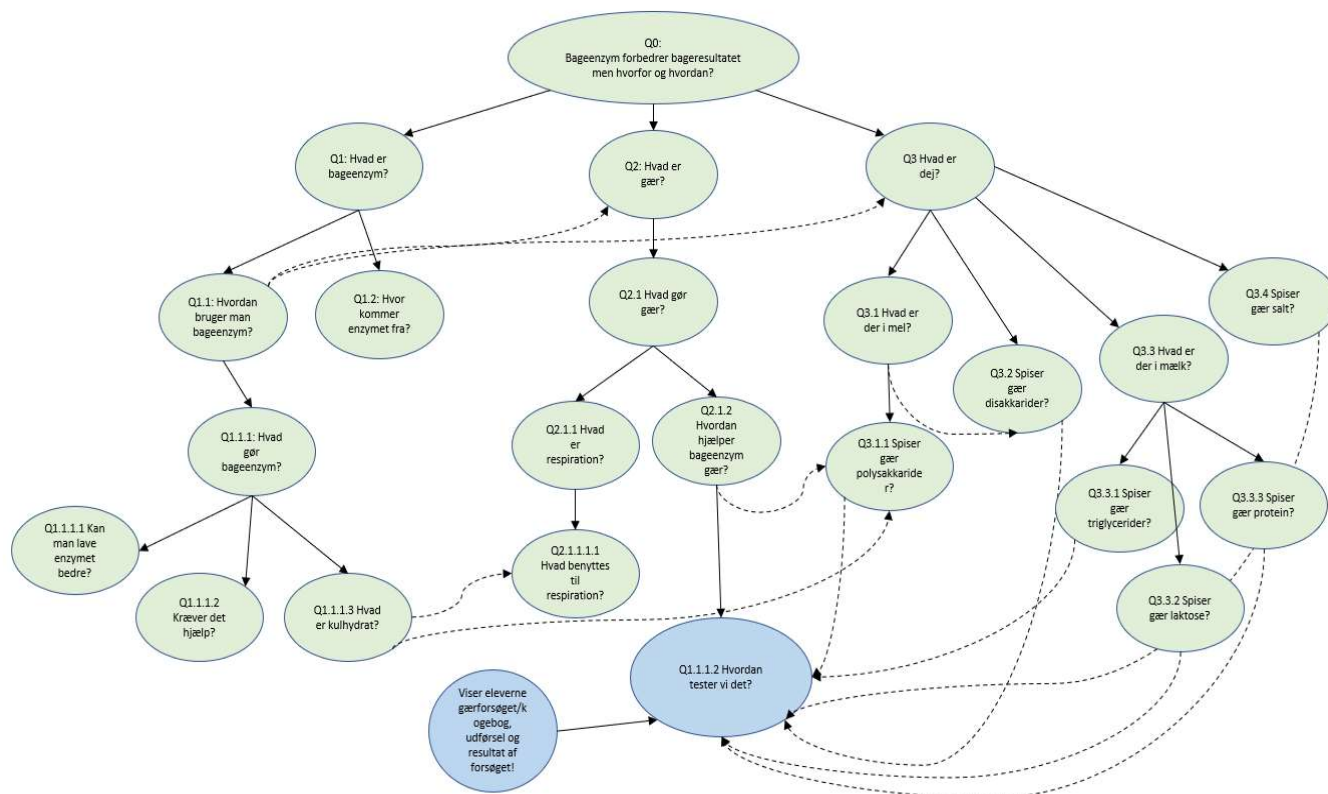 Q0:
Bageenzym forbedrer bageresultatet
men hvorfor og hvordan?
Q1: Hvad er
bageenzym?
Q2: Hvad er
gær?
Q3 Hvad er
dej?
Q1.1: Hvordan
bruger man
bageenzym?
Q1.2: Hvor
kommer
enzymet fra?
Q2.1 Hvad gør
gær?
Q3.1 Hvad er
der i mel?
Q3.2 Spiser
gær
disakkarider?
Q3.3 Hvad er
der i mælk?
Q3.4 Spiser
gær salt?
Q1.1.1: Hvad
gør
bageenzym?
Q2.1.1 Hvad
er
respiration?
Q2.1.2
Hvordan
hjælper
bageenzym
gær?
Q3.1.1 Spiser
gær
polysakkaride
r?
Q3.3.1 Spiser
gær
triglycerider?
Q3.3.3 Spiser
gær protein?
Q1.1.1.1 Kan
man lave
enzymet
bedre?
Q1.1.1.2
Kræver det
hjælp?
Q1.1.1.3 Hvad
er kulhydrat?
Q2.1.1.1.1
Hvad benyttes
til
respiration?
Q3.3.2 Spiser
gær laktose?
Q1.1.1.2 Hvordan
tester vi det?
Viser eleverne
gærforsøget/k
ogebog,
udførsel og
resultat af
forsøget!